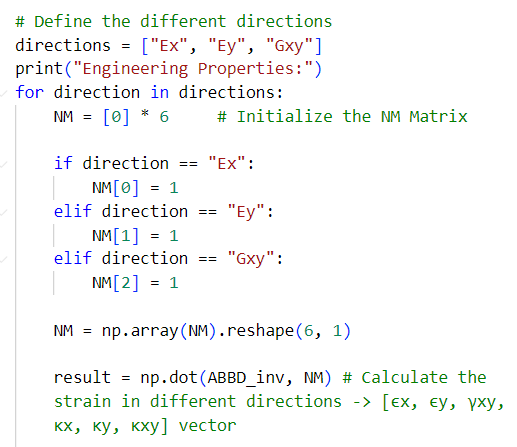 # Define the different directions
directions = ["Ex", "Ey", "Gxy"]
print("Engineering Properties:")
for direction in directions:
    NM = [0] * 6     # Initialize the NM Matrix

    if direction == "Ex":
        NM[0] = 1
    elif direction == "Ey":
        NM[1] = 1
    elif direction == "Gxy":
        NM[2] = 1

    NM = np.array(NM).reshape(6, 1)

    result = np.dot(ABBD_inv, NM) # Calculate the
    strain in different directions -> [ϵx, ϵy, γxy,
    κx, κy, κxy] vector